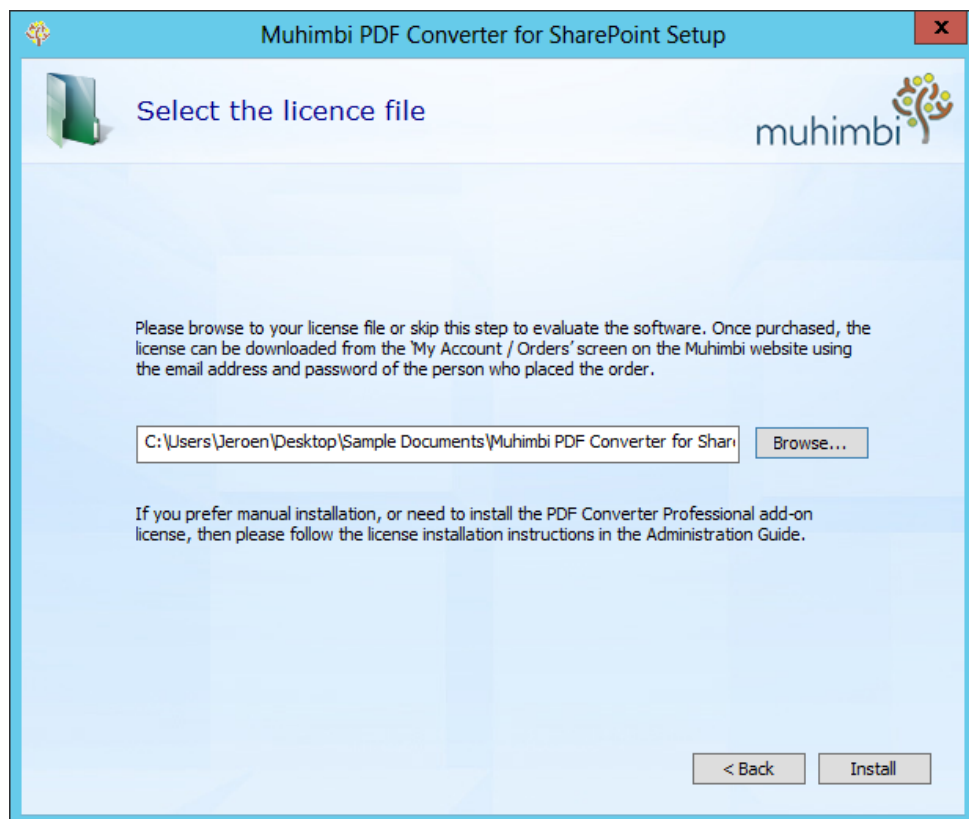 Muhimbi PDF Converter for SharePoint Setup
x
Select the licence file
muhimbi
Please browse to your license file or skip this step to evaluate the software. Once purchased, the
license can be downloaded from the 'My Account / Orders' screen on the Muhimbi website using
the email address and password of the person who placed the order.
C:\Users\Jeroen\Desktop\Sample Documents\Muhimbi PDF Converter for Shar
Browse...
If you prefer manual installation, or need to install the PDF Converter Professional add-on
license, then please follow the license installation instructions in the Administration Guide.
< Back
Install